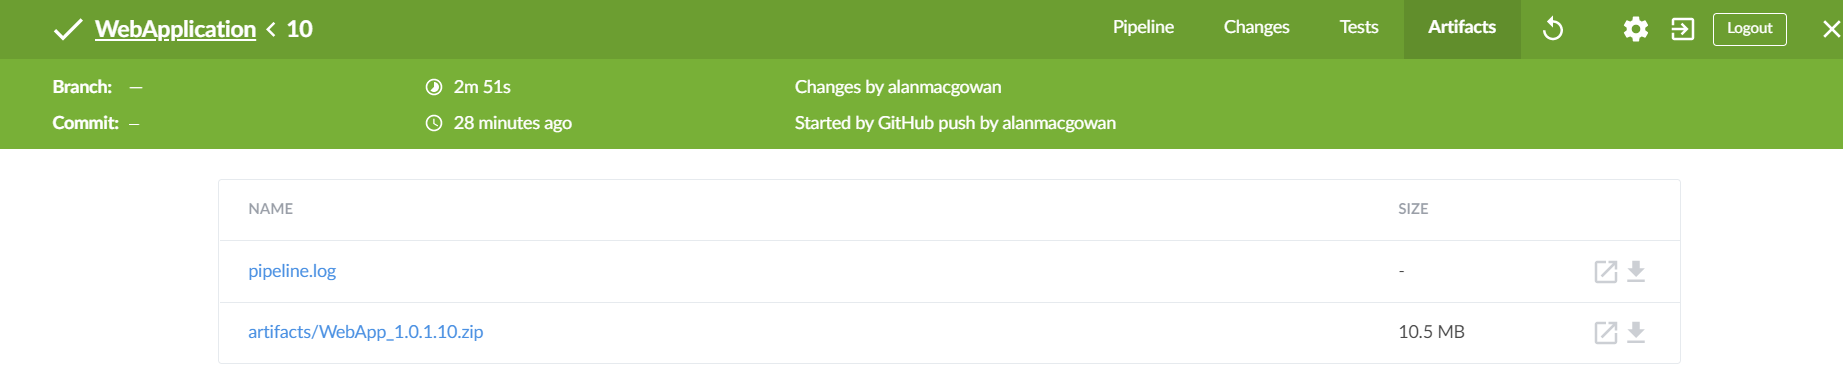 WebApplication < 10 Pipeline Changes Tests Artifacts Logout
Branch: — 2m 51s Changes by alanmacgowan
Commit: – 28 minutes ago Started by GitHub push by alanmacgowan
NAME SIZE
pipeline.log -
artifacts/WebApp_1.0.1.10.zip 10.5 MB